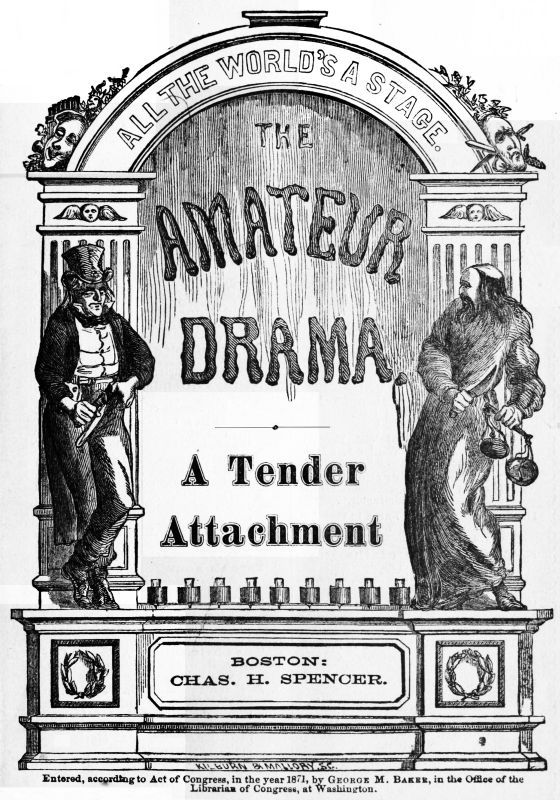 ALL THE WORLD'S A STAGE.
THE
AMATEUR
DRAMA.
A Tender
Attachment
BOSTON:
CHAS. H. SPENCER.
KILBURN & MALLORY. SC.
Entered, according to Act of Congress, in the year 1871, by GEORGE M. BAKER, in the Office of the
Librarian of Congress, at Washington.